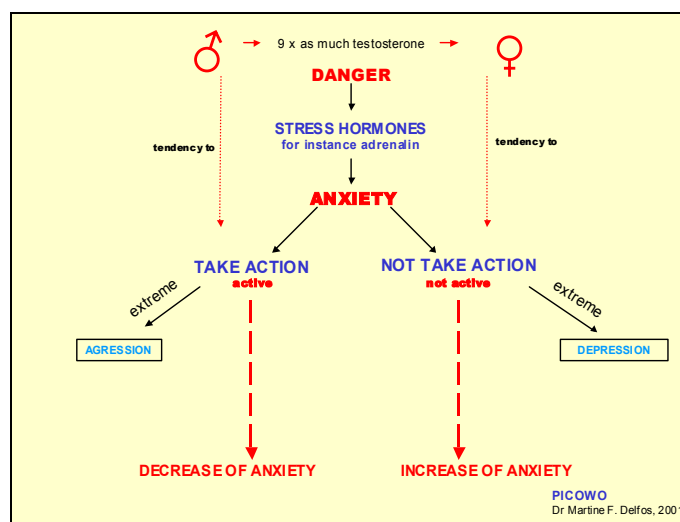 9 x as much testosterone
DANGER
STRESS HORMONES
for instance adrenalin
tendency to
tendency to
ANXIETY
TAKE ACTION
active
NOT TAKE ACTION
not active
extreme
extreme
AGRESSION
DEPRESSION
DECREASE OF ANXIETY
INCREASE OF ANXIETY
PICOWO
Dr Martine F. Delfos, 2001